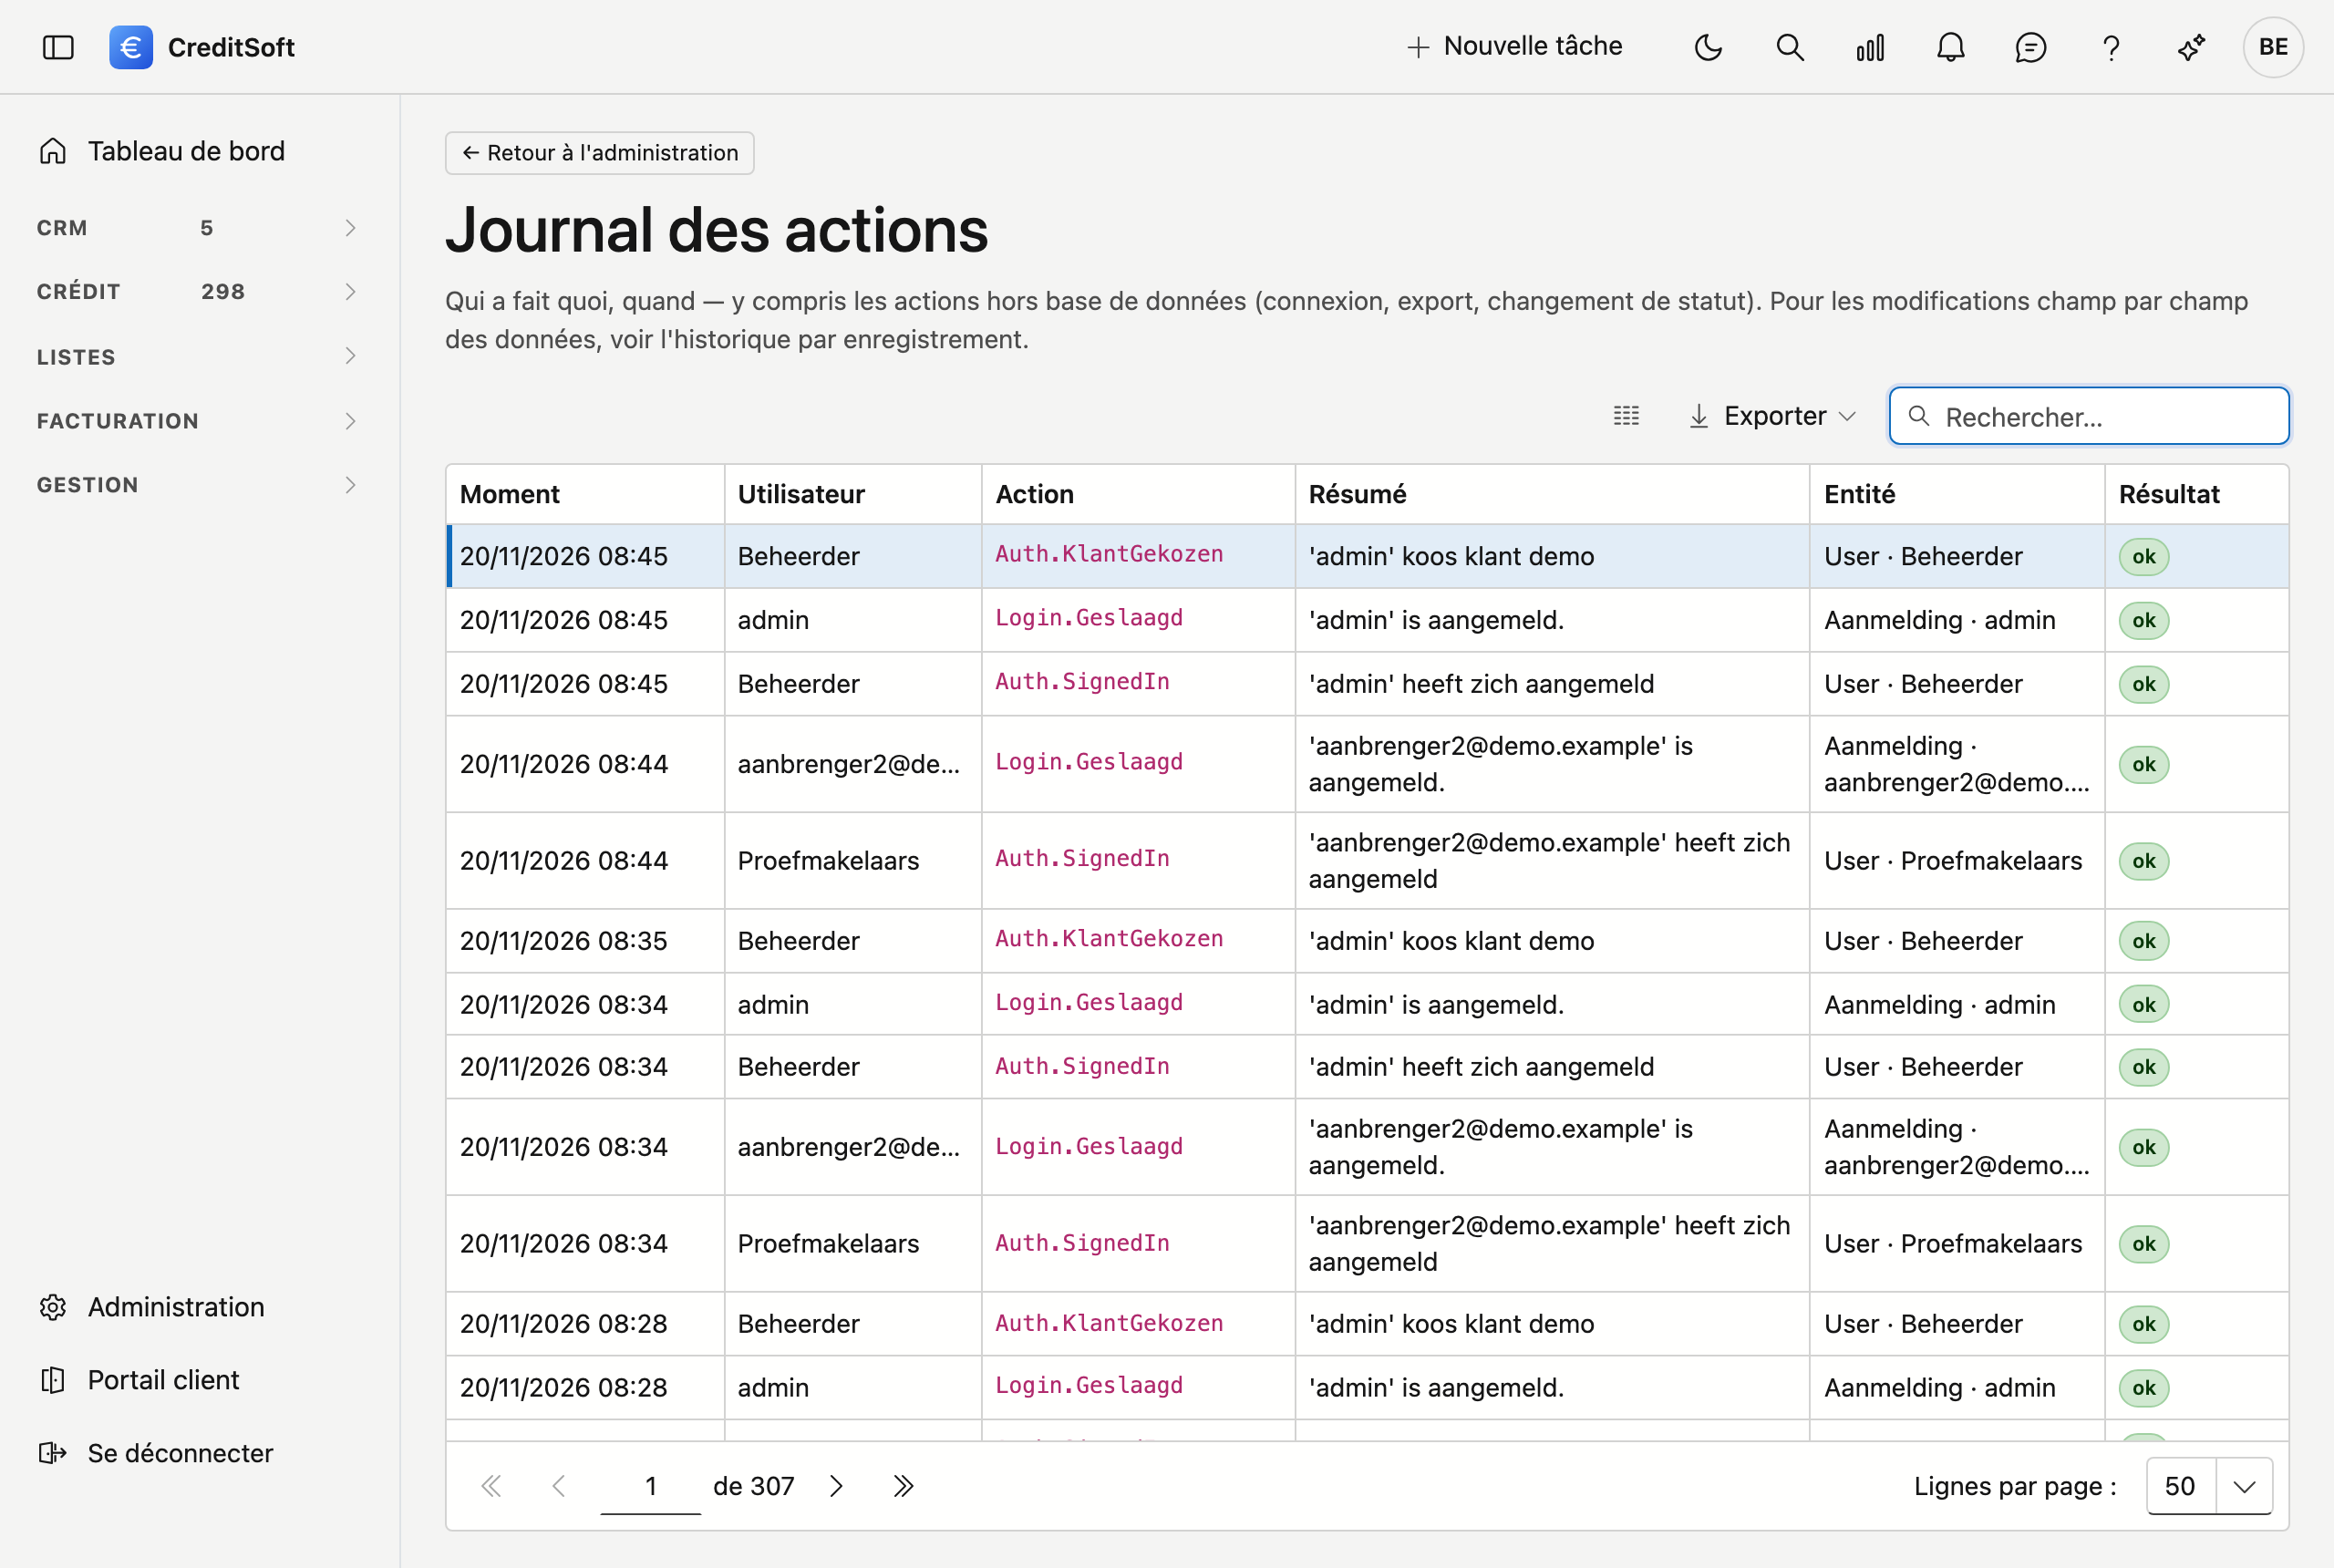 CreditSoft
Nouvelle tâche
BE
Tableau de bord
CRM 5
CRÉDIT 298
LISTES
FACTURATION
GESTION
Administration
Portail client
Se déconnecter
← Retour à l'administration
Journal des actions
Qui a fait quoi, quand — y compris les actions hors base de données (connexion, export, changement de statut). Pour les modifications champ par champ
des données, voir l'historique par enregistrement.
Exporter
Rechercher...
Moment Utilisateur Action Résumé Entité Résultat
20/11/2026 08:45 Beheerder Auth.KlantGekozen 'admin' koos klant demo User · Beheerder ok
20/11/2026 08:45 admin Login.Geslaagd 'admin' is aangemeld. Aanmelding · admin ok
20/11/2026 08:45 Beheerder Auth.SignedIn 'admin' heeft zich aangemeld User · Beheerder ok
20/11/2026 08:44 aanbrenger2@de... Login.Geslaagd 'aanbrenger2@demo.example' is
aangemeld. Aanmelding ·
aanbrenger2@demo.... ok
20/11/2026 08:44 Proefmakelaars Auth.SignedIn 'aanbrenger2@demo.example' heeft zich
aangemeld User · Proefmakelaars ok
20/11/2026 08:35 Beheerder Auth.KlantGekozen 'admin' koos klant demo User · Beheerder ok
20/11/2026 08:34 admin Login.Geslaagd 'admin' is aangemeld. Aanmelding · admin ok
20/11/2026 08:34 Beheerder Auth.SignedIn 'admin' heeft zich aangemeld User · Beheerder ok
20/11/2026 08:34 aanbrenger2@de... Login.Geslaagd 'aanbrenger2@demo.example' is
aangemeld. Aanmelding ·
aanbrenger2@demo.... ok
20/11/2026 08:34 Proefmakelaars Auth.SignedIn 'aanbrenger2@demo.example' heeft zich
aangemeld User · Proefmakelaars ok
20/11/2026 08:28 Beheerder Auth.KlantGekozen 'admin' koos klant demo User · Beheerder ok
20/11/2026 08:28 admin Login.Geslaagd 'admin' is aangemeld. Aanmelding · admin ok
1 de 307
Lignes par page : 50